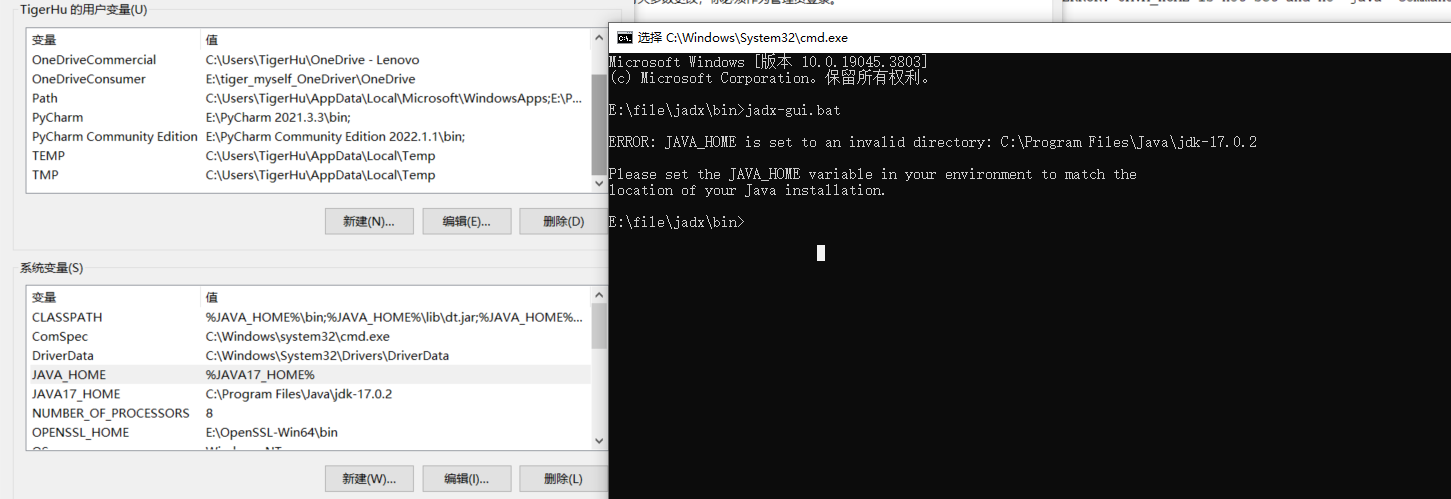 TigerHu 的用户变量(U)
变量 值
OneDriveCommercial C:\Users\TigerHu\OneDrive - Lenovo
OneDriveConsumer E:\tiger_myself_OneDriver\OneDrive
Path C:\Users\TigerHu\AppData\Local\Microsoft\WindowsApps;E:\P...
PyCharm E:\PyCharm 2021.3.3\bin;
PyCharm Community Edition E:\PyCharm Community Edition 2022.1.1\bin;
TEMP C:\Users\TigerHu\AppData\Local\Temp
TMP C:\Users\TigerHu\AppData\Local\Temp
新建(N)... 编辑(E)... 删除(D)
系统变量(S)
变量 值
CLASSPATH %JAVA_HOME%\bin;%JAVA_HOME%\lib\dt.jar;%JAVA_HOME%...
ComSpec C:\Windows\system32\cmd.exe
DriverData C:\Windows\System32\Drivers\DriverData
JAVA_HOME %JAVA17_HOME%
JAVA17_HOME C:\Program Files\Java\jdk-17.0.2
NUMBER_OF_PROCESSORS 8
OPENSSL_HOME E:\OpenSSL-Win64\bin
新建(W)... 编辑(I)... 删除(L)
选择 C:\Windows\System32\cmd.exe
Microsoft Windows [版本 10.0.19045.3803]
(c) Microsoft Corporation。保留所有权利。
E:\file\jadx\bin>jadx-gui.bat
ERROR: JAVA_HOME is set to an invalid directory: C:\Program Files\Java\jdk-17.0.2
Please set the JAVA_HOME variable in your environment to match the
location of your Java installation.
E:\file\jadx\bin>